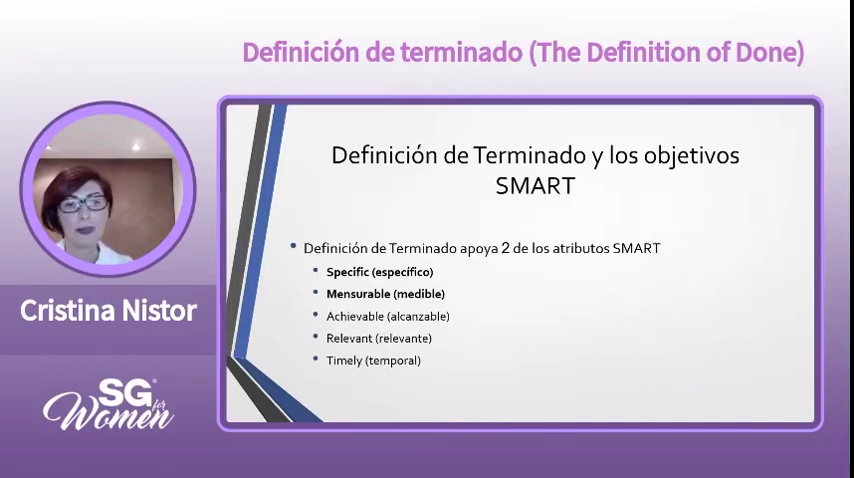 Definición de terminado (The Definition of Done)
Definición de Terminado y los objetivos
SMART
• Definición de Terminado apoya 2 de los atributos SMART
• Specific (específico)
• Mensurable (medible)
• Achievable (alcanzable)
• Relevant (relevante)
• Timely (temporal)
Cristina Nistor
SG®
for
Women